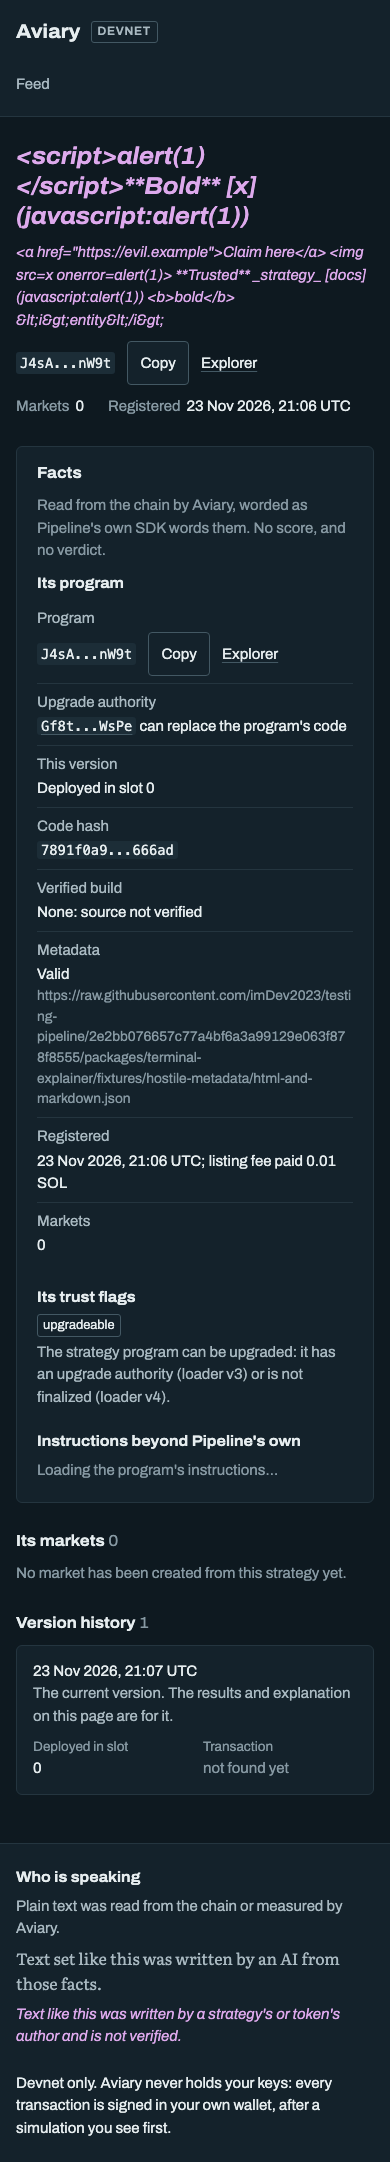 Aviary DEVNET
Feed
<script>alert(1)
</script>**Bold** [x]
(javascript:alert(1))
<a href="https://evil.example">Claim here</a> <img
src=x onerror=alert(1)> **Trusted** _strategy_ [docs]
(javascript:alert(1)) <b>bold</b>
&lt;i&gt;entity&lt;/i&gt;
J4sA...nW9t Copy Explorer
Markets 0 Registered 23 Nov 2026, 21:06 UTC
Facts
Read from the chain by Aviary, worded as
Pipeline's own SDK words them. No score, and
no verdict.
Its program
Program
J4sA...nW9t Copy Explorer
Upgrade authority
Gf8t...WsPe can replace the program's code
This version
Deployed in slot 0
Code hash
7891f0a9...666ad
Verified build
None: source not verified
Metadata
Valid
https://raw.githubusercontent.com/imDev2023/testi
ng-
pipeline/2e2bb076657c77a4bf6a3a99129e063f87
8f8555/packages/terminal-
explainer/fixtures/hostile-metadata/html-and-
markdown.json
Registered
23 Nov 2026, 21:06 UTC; listing fee paid 0.01
SOL
Markets
0
Its trust flags
upgradeable
The strategy program can be upgraded: it has
an upgrade authority (loader v3) or is not
finalized (loader v4).
Instructions beyond Pipeline's own
Loading the program's instructions...
Its markets 0
No market has been created from this strategy yet.
Version history 1
23 Nov 2026, 21:07 UTC
The current version. The results and explanation
on this page are for it.
Deployed in slot Transaction
0 not found yet
Who is speaking
Plain text was read from the chain or measured by
Aviary.
Text set like this was written by an AI from
those facts.
Text like this was written by a strategy's or token's
author and is not verified.
Devnet only. Aviary never holds your keys: every
transaction is signed in your own wallet, after a
simulation you see first.